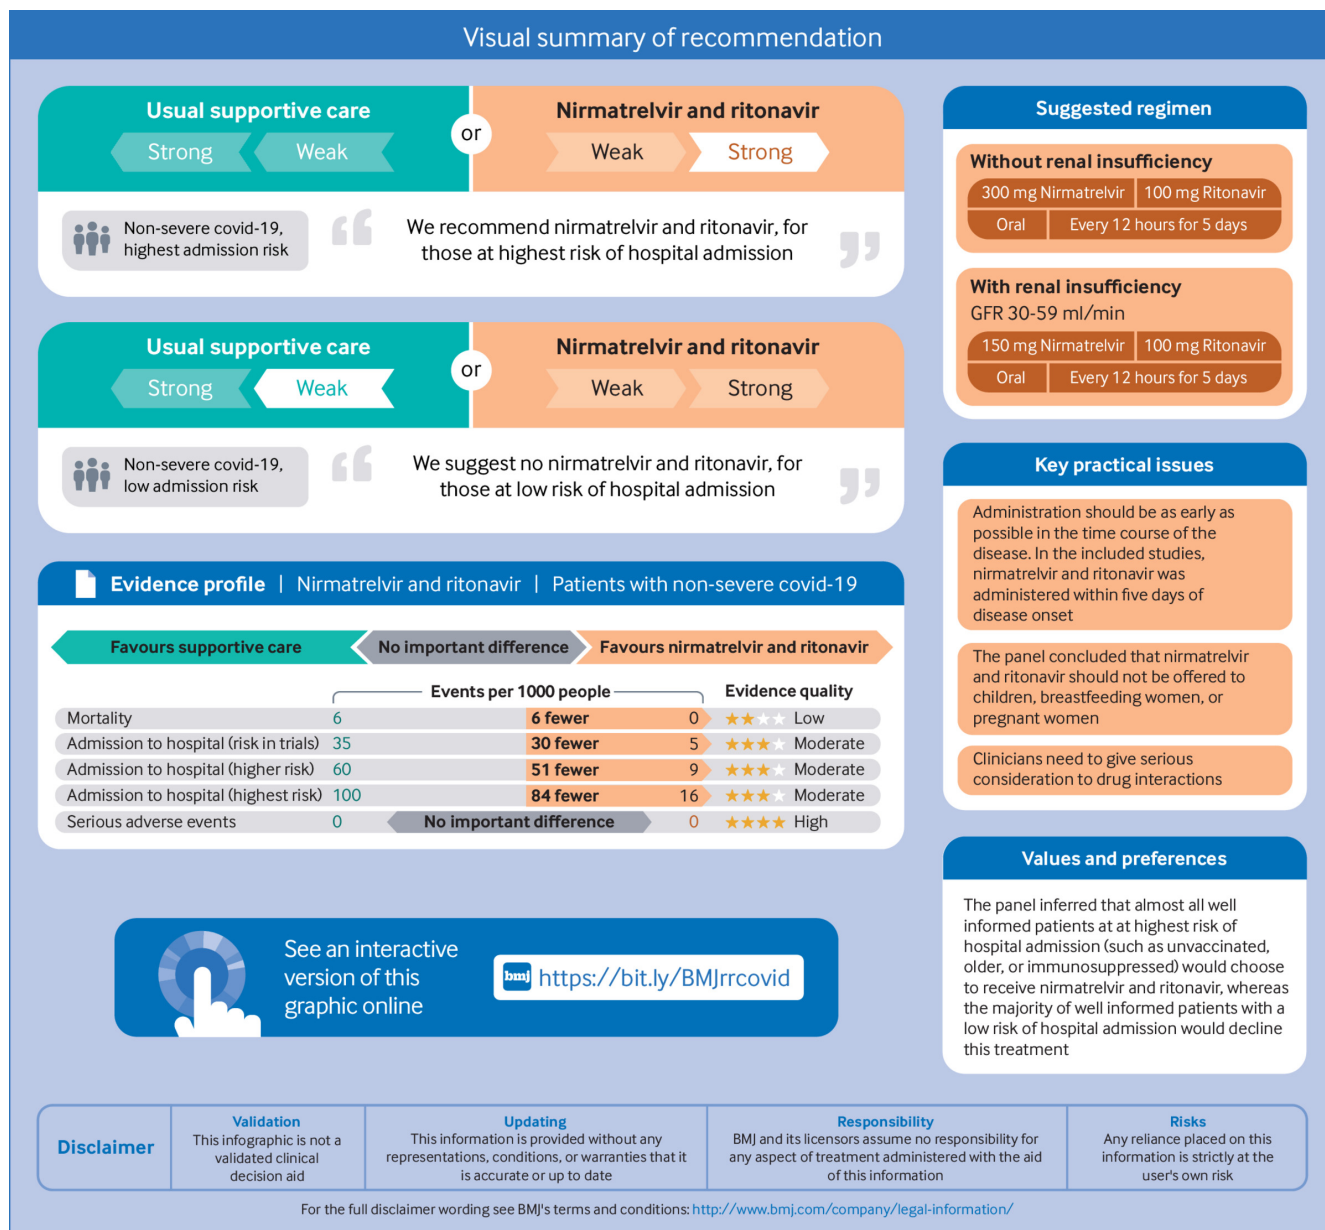 Visual summary of recommendation
Usual supportive care
Strong
Weak
or
Nirmatrelvir and ritonavir
Weak
Strong
Non-severe covid-19,
highest admission risk
“
We recommend nirmatrelvir and ritonavir, for
those at highest risk of hospital admission
”
Usual supportive care
Strong
Weak
or
Nirmatrelvir and ritonavir
Weak
Strong
Non-severe covid-19,
low admission risk
“
We suggest no nirmatrelvir and ritonavir, for
those at low risk of hospital admission
”
Evidence profile | Nirmatrelvir and ritonavir | Patients with non-severe covid-19
Favours supportive care
No important difference
Favours nirmatrelvir and ritonavir
Events per 1000 people
Evidence quality
Mortality 6 6 fewer 0 Low
Admission to hospital (risk in trials) 35 30 fewer 5 Moderate
Admission to hospital (higher risk) 60 51 fewer 9 Moderate
Admission to hospital (highest risk) 100 84 fewer 16 Moderate
Serious adverse events 0 No important difference 0 High
See an interactive
version of this
graphic online
bmj https://bit.ly/BMJrrcovid
Suggested regimen
Without renal insufficiency
300 mg Nirmatrelvir 100 mg Ritonavir
Oral Every 12 hours for 5 days
With renal insufficiency
GFR 30-59 ml/min
150 mg Nirmatrelvir 100 mg Ritonavir
Oral Every 12 hours for 5 days
Key practical issues
Administration should be as early as
possible in the time course of the
disease. In the included studies,
nirmatrelvir and ritonavir was
administered within five days of
disease onset
The panel concluded that nirmatrelvir
and ritonavir should not be offered to
children, breastfeeding women, or
pregnant women
Clinicians need to give serious
consideration to drug interactions
Values and preferences
The panel inferred that almost all well
informed patients at at highest risk of
hospital admission (such as unvaccinated,
older, or immunosuppressed) would choose
to receive nirmatrelvir and ritonavir, whereas
the majority of well informed patients with a
low risk of hospital admission would decline
this treatment
Disclaimer
Validation
This infographic is not a
validated clinical
decision aid
Updating
This information is provided without any
representations, conditions, or warranties that it
is accurate or up to date
Responsibility
BMJ and its licensors assume no responsibility for
any aspect of treatment administered with the aid
of this information
Risks
Any reliance placed on this
information is strictly at the
user's own risk
For the full disclaimer wording see BMJ's terms and conditions: http://www.bmj.com/company/legal-information/